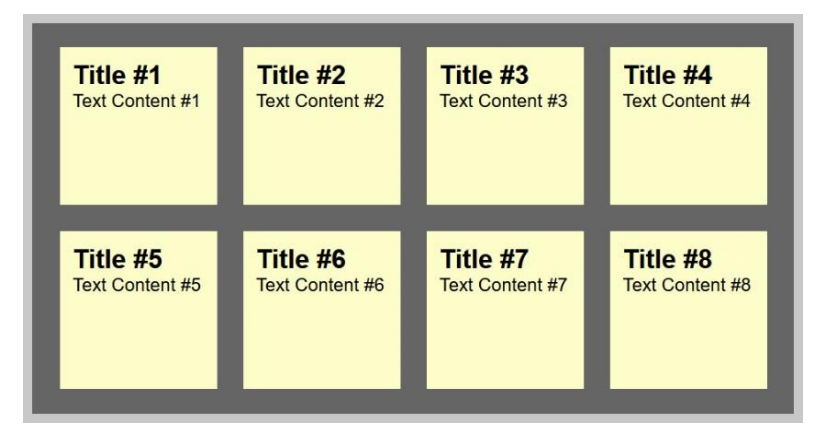 Title #1
Text Content #1
Title #2
Text Content #2
Title #3
Text Content #3
Title #4
Text Content #4
Title #5
Text Content #5
Title #6
Text Content #6
Title #7
Text Content #7
Title #8
Text Content #8